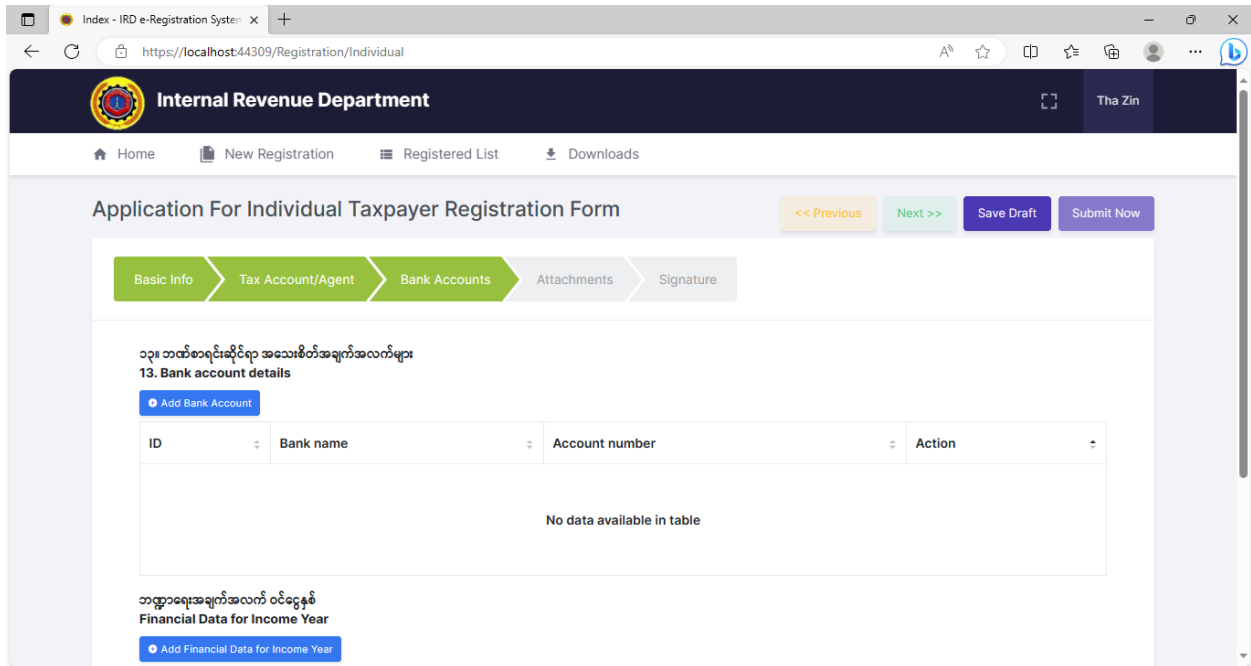 Index - IRD e-Registration System
https://localhost:44309/Registration/Individual
Internal Revenue Department
Tha Zin
Home New Registration Registered List Downloads
Application For Individual Taxpayer Registration Form
<< Previous Next >> Save Draft Submit Now
Basic Info Tax Account/Agent Bank Accounts Attachments Signature
၁၃။ ဘဏ်စာရင်းဆိုင်ရာ အသေးစိတ်အချက်အလက်များ
13. Bank account details
Add Bank Account
ID Bank name Account number Action
No data available in table
ဘဏ္ဍာရေးအချက်အလက် ဝင်ငွေနှစ်
Financial Data for Income Year
Add Financial Data for Income Year